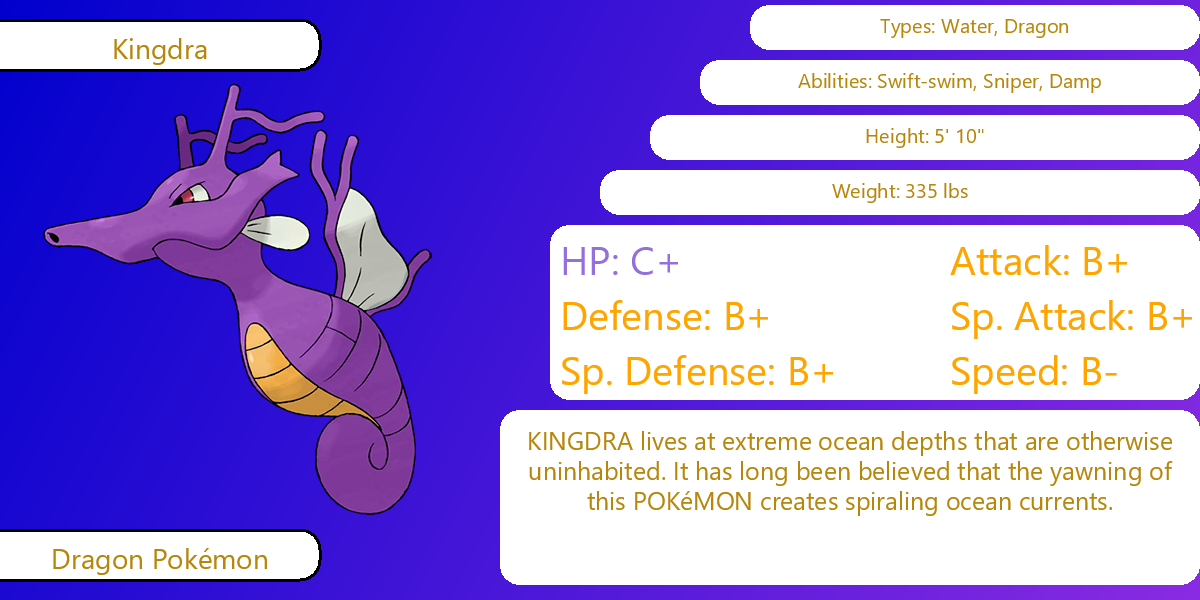 Kingdra
Types: Water, Dragon
Abilities: Swift-swim, Sniper, Damp
Height: 5' 10"
Weight: 335 lbs
HP: C+
Attack: B+
Defense: B+
Sp. Attack: B+
Sp. Defense: B+
Speed: B-
KINGDRA lives at extreme ocean depths that are otherwise
uninhabited. It has long been believed that the yawning of
this POKéMON creates spiraling ocean currents.
Dragon Pokémon